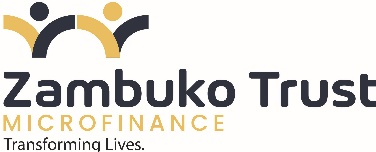 Zambuko Trust
MICROFINANCE
Transforming Lives.